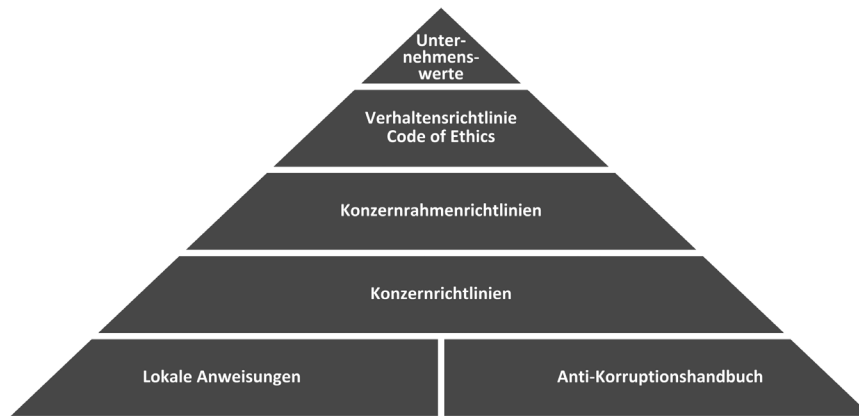 Unter-
nehmens-
werte
Verhaltensrichtlinie
Code of Ethics
Konzernrahmenrichtlinien
Konzernrichtlinien
Lokale Anweisungen
Anti-Korruptionshandbuch